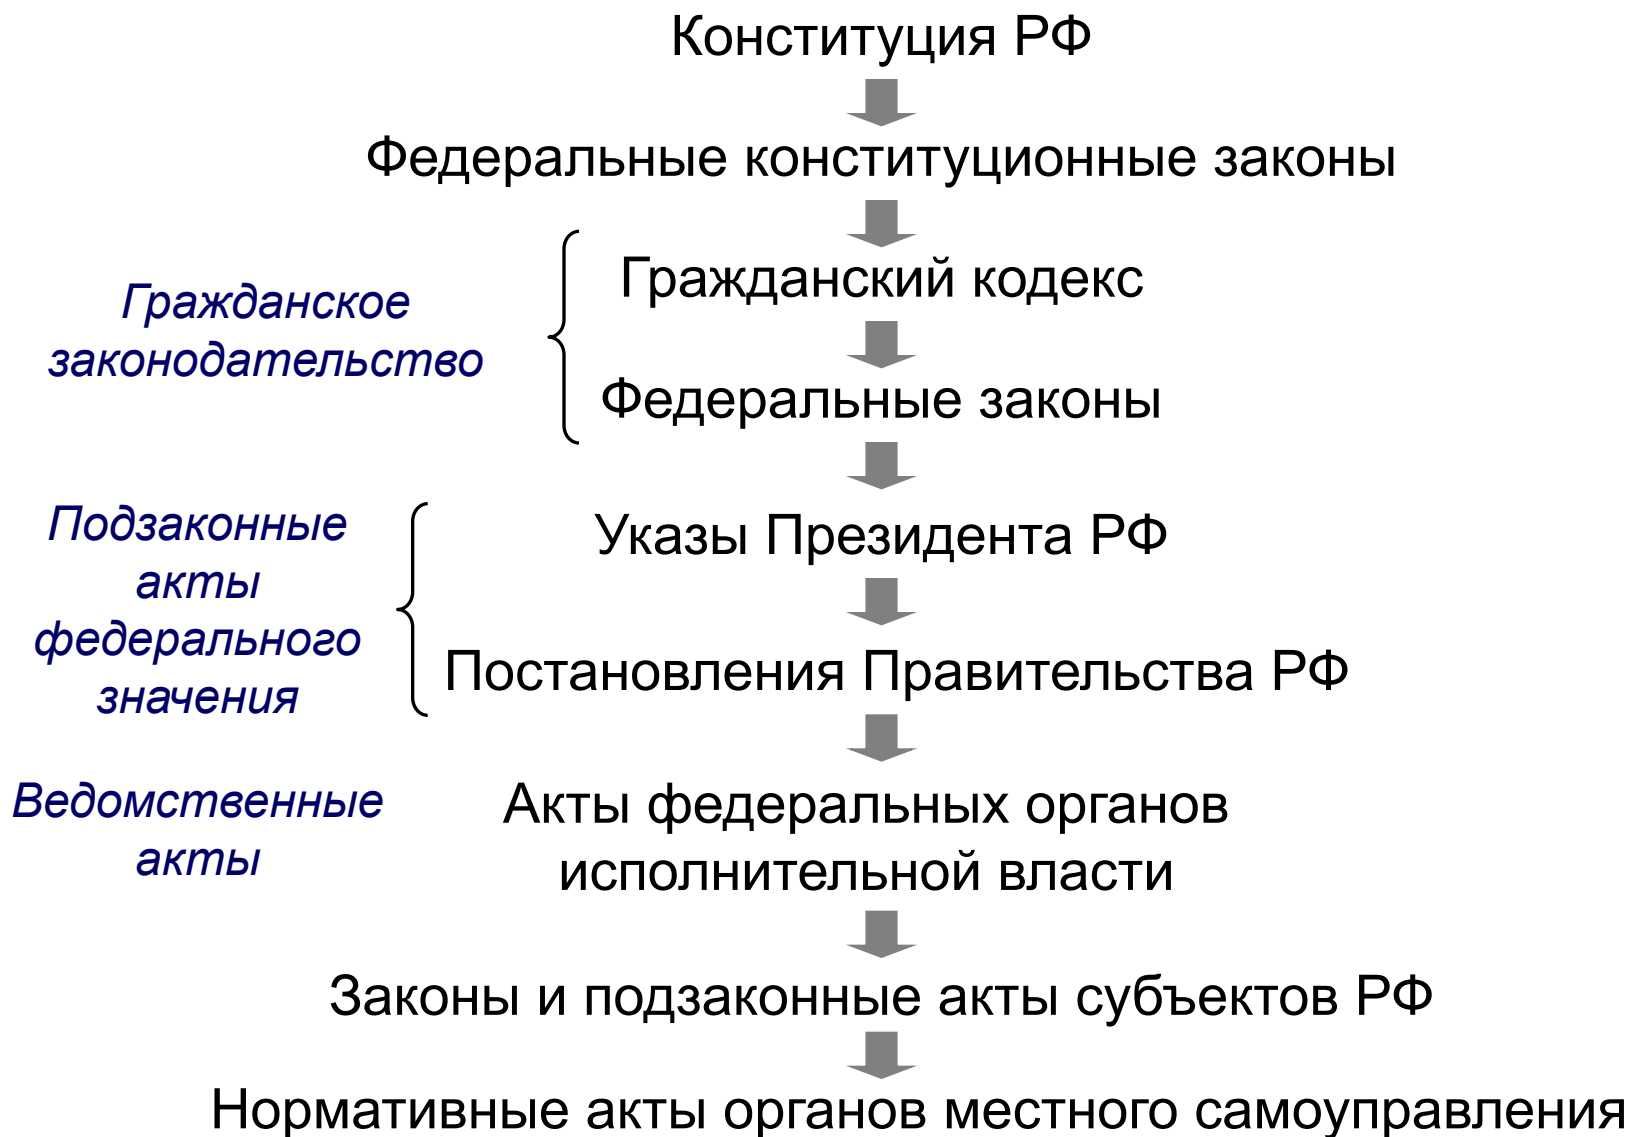 Конституция РФ
Федеральные конституционные законы
Гражданское
законодательство
Гражданский кодекс
Федеральные законы
Подзаконные
акты
федерального
значения
Указы Президента РФ
Постановления Правительства РФ
Ведомственные
акты
Акты федеральных органов
исполнительной власти
Законы и подзаконные акты субъектов РФ
Нормативные акты органов местного самоуправления